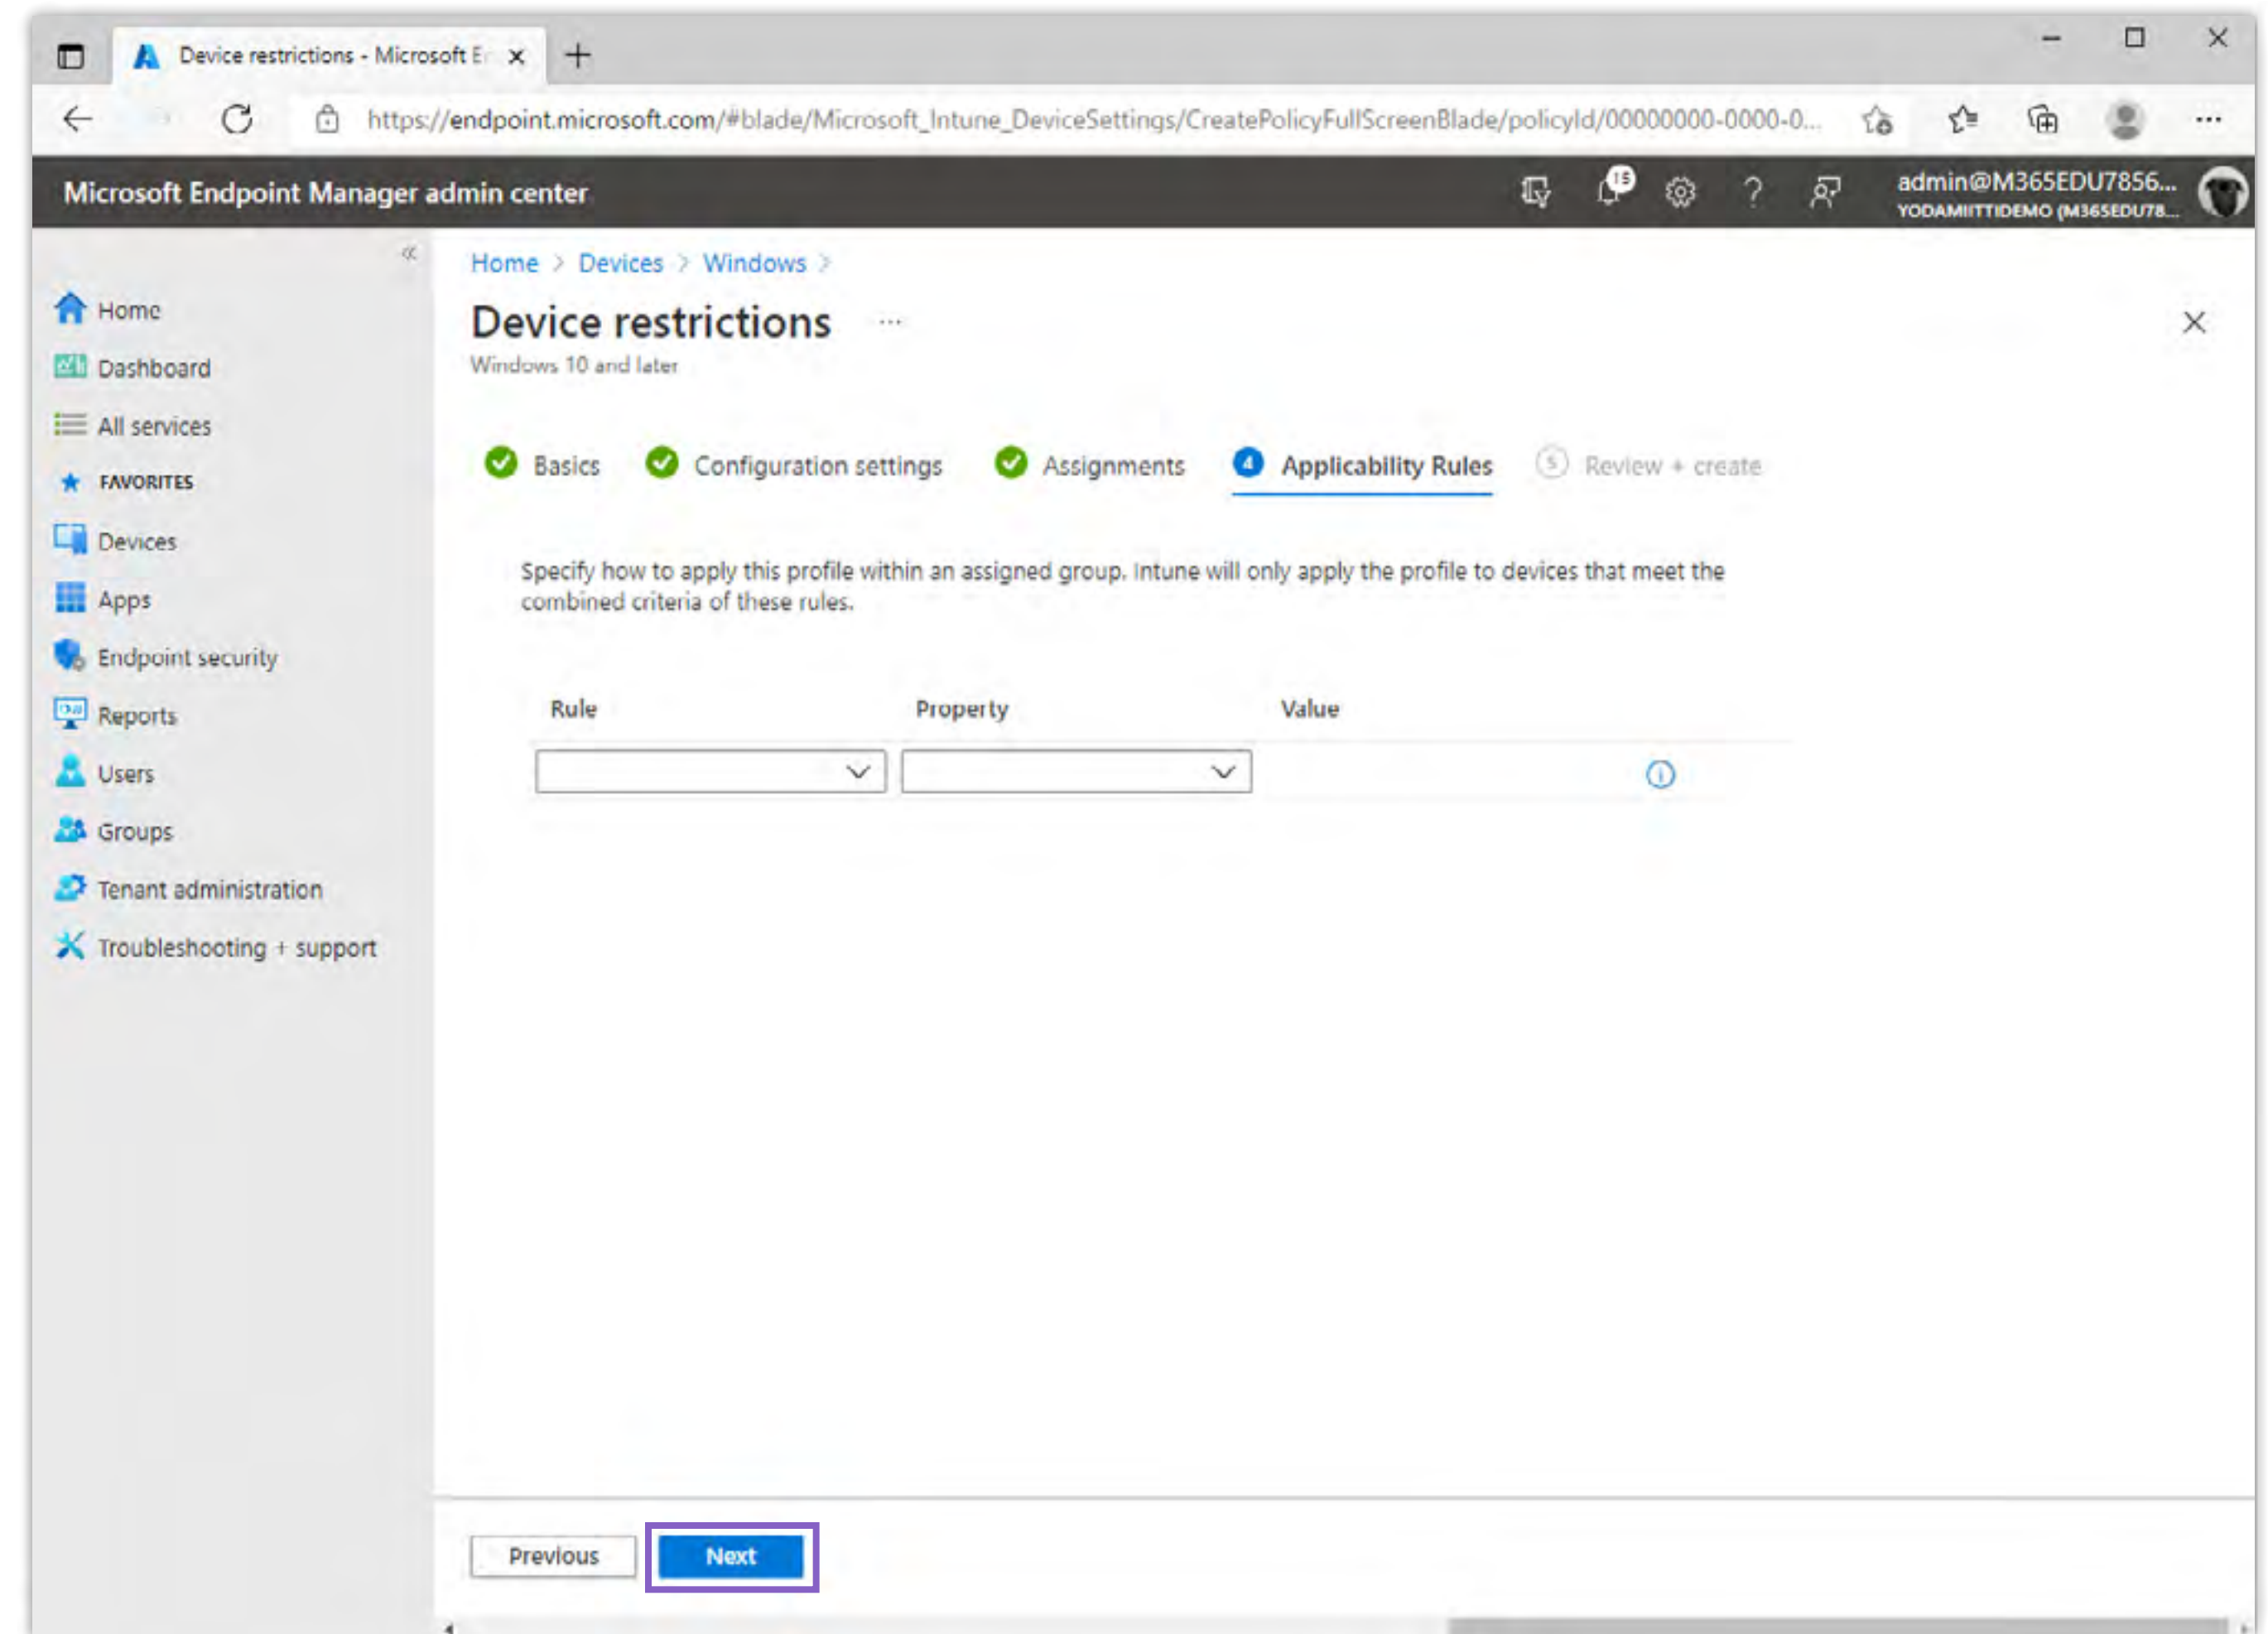 Device restrictions - Microsoft E
https://endpoint.microsoft.com/#blade/Microsoft_Intune_DeviceSettings/CreatePolicyFullScreenBlade/policyId/00000000-0000-0...
Microsoft Endpoint Manager admin center
15
admin@M365EDU7856...
YODAMIITTIDEMO (M365EDU78...
Home
Dashboard
All services
FAVORITES
Devices
Apps
Endpoint security
Reports
Users
Groups
Tenant administration
Troubleshooting + support
Home > Devices > Windows >
Device restrictions ...
Windows 10 and later
Basics
Configuration settings
Assignments
4 Applicability Rules
5 Review + create
Specify how to apply this profile within an assigned group. Intune will only apply the profile to devices that meet the
combined criteria of these rules.
Rule Property Value
Previous
Next